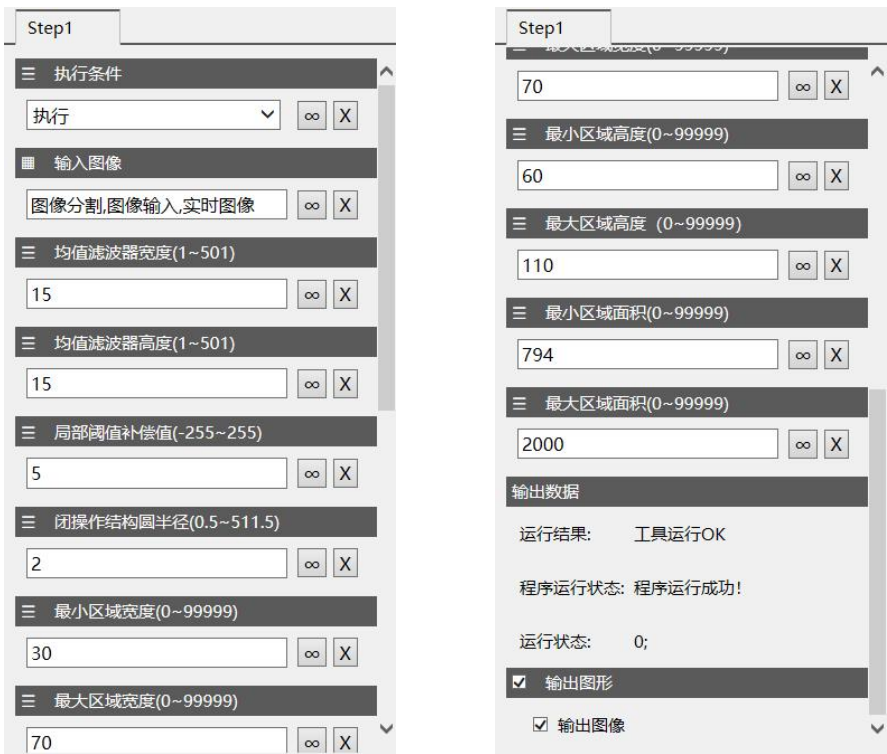 Step1
执行条件
执行
∞ X
输入图像
图像分割,图像输入,实时图像
∞ X
均值滤波器宽度(1~501)
15
∞ X
均值滤波器高度(1~501)
15
∞ X
局部阈值补偿值(-255~255)
5
∞ X
闭操作结构圆半径(0.5~511.5)
2
∞ X
最小区域宽度(0~99999)
30
∞ X
最大区域宽度(0~99999)
70
∞ X
Step1
最大区域宽度(0~99999)
70
∞ X
最小区域高度(0~99999)
60
∞ X
最大区域高度 (0~99999)
110
∞ X
最小区域面积(0~99999)
794
∞ X
最大区域面积(0~99999)
2000
∞ X
输出数据
运行结果: 工具运行OK
程序运行状态: 程序运行成功!
运行状态: 0;
输出图形
输出图像